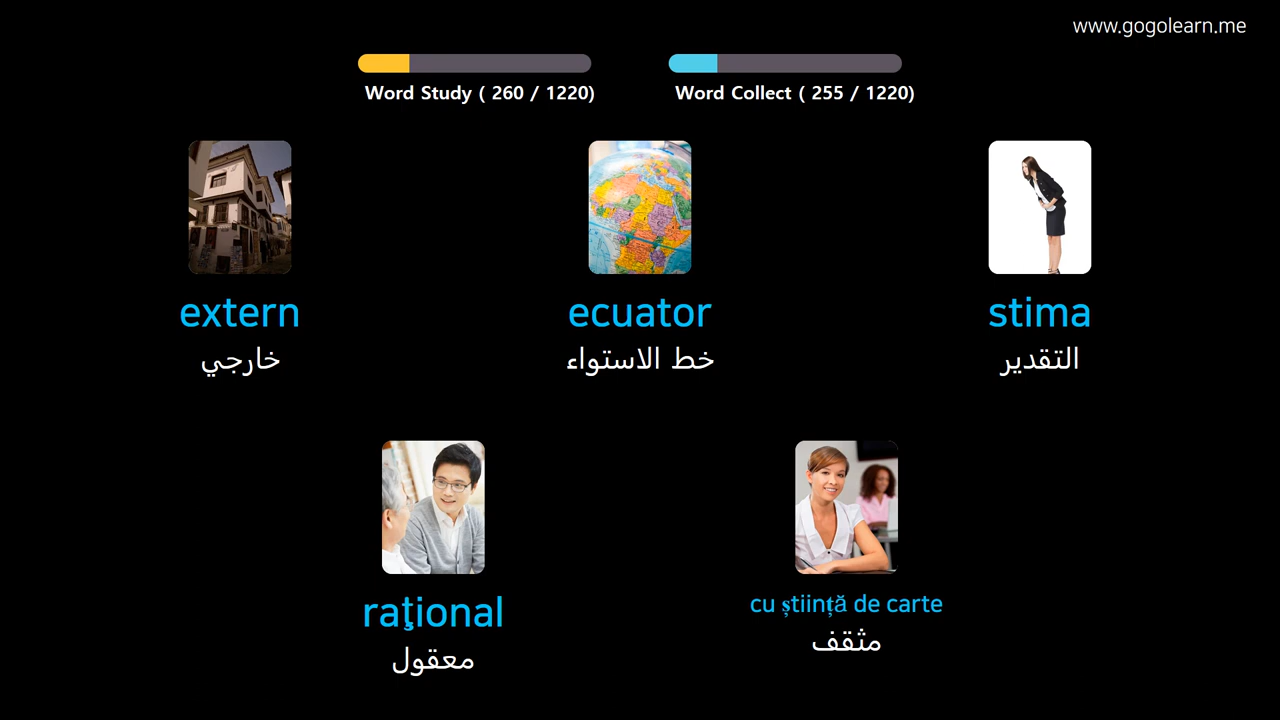 www.gogolearn.me
Word Study ( 260 / 1220)
Word Collect ( 255 / 1220)
extern
خارجي
ecuator
خط الاستواء
stima
التقدير
raţional
معقول
cu știință de carte
مثقف